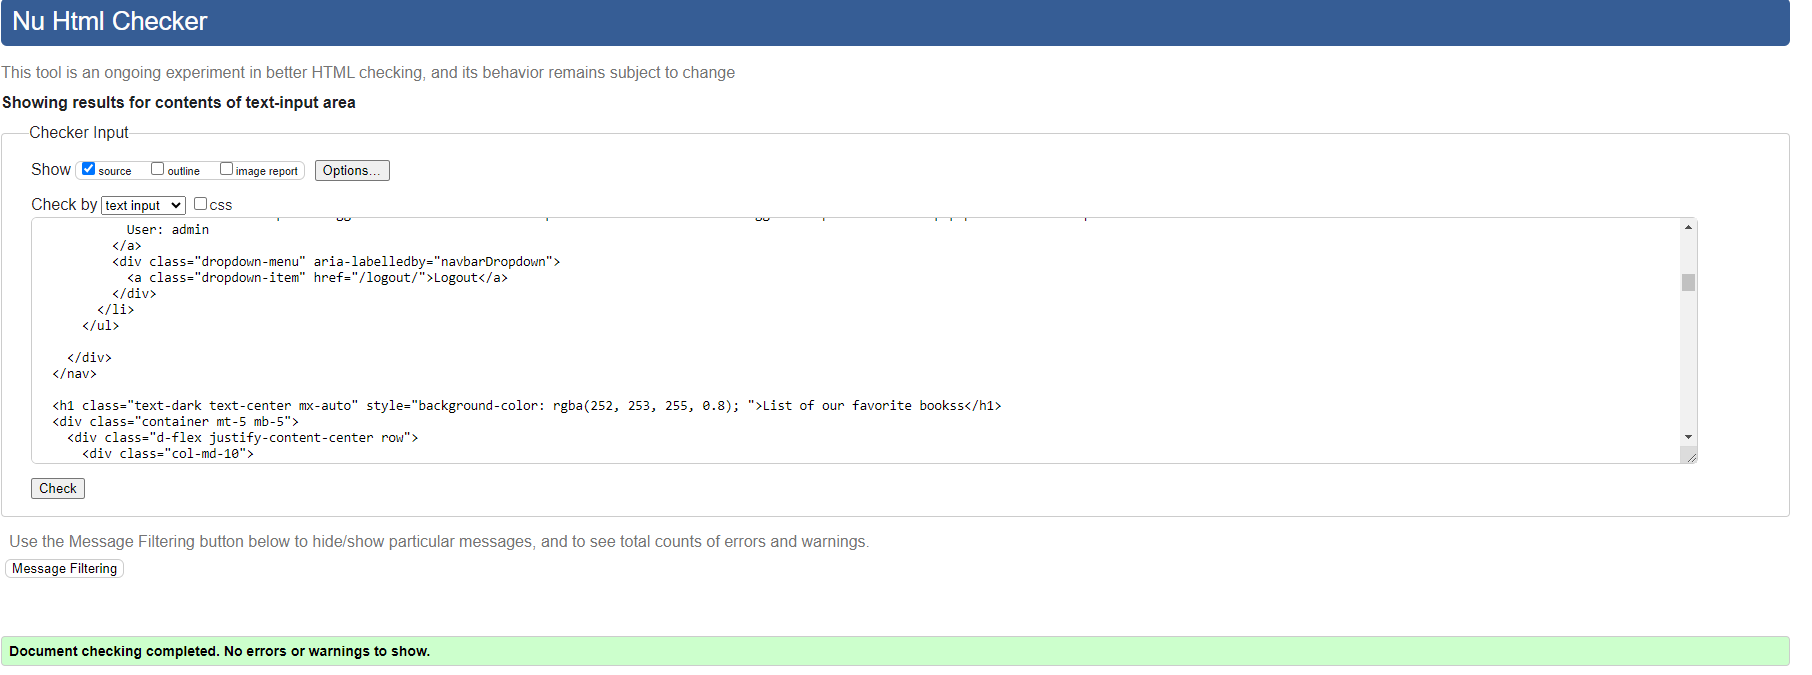 Nu Html Checker
This tool is an ongoing experiment in better HTML checking, and its behavior remains subject to change
Showing results for contents of text-input area
Checker Input
Show source outline image report Options...
Check by text input css
User: admin
</a>
<div class="dropdown-menu" aria-labelledby="navbarDropdown">
<a class="dropdown-item" href="/logout/">Logout</a>
</div>
</li>
</ul>
</div>
</nav>
<h1 class="text-dark text-center mx-auto" style="background-color: rgba(252, 253, 255, 0.8); ">List of our favorite bookss</h1>
<div class="container mt-5 mb-5">
<div class="d-flex justify-content-center row">
<div class="col-md-10">
Check
Use the Message Filtering button below to hide/show particular messages, and to see total counts of errors and warnings.
Message Filtering
Document checking completed. No errors or warnings to show.